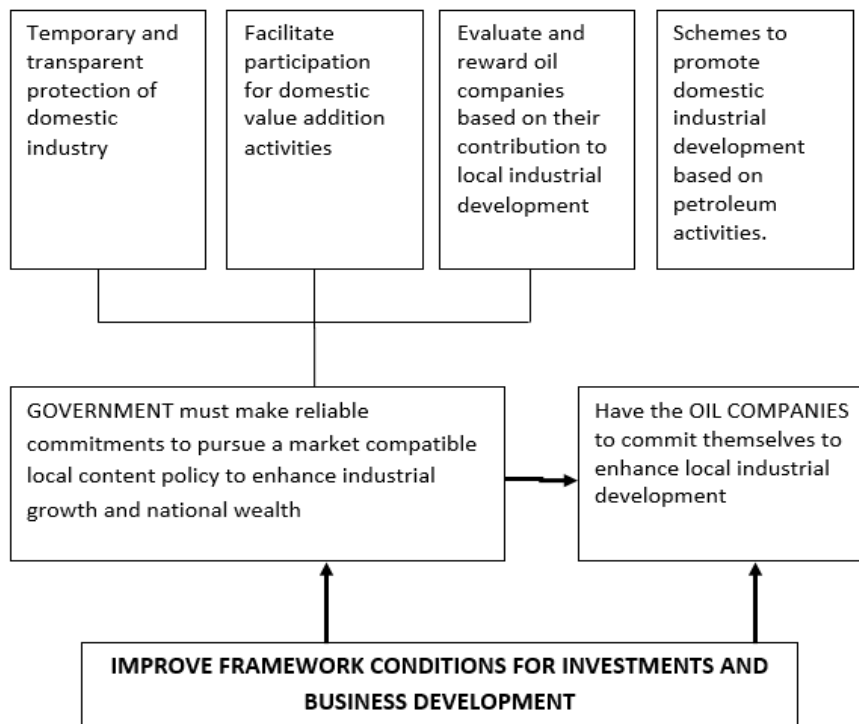 Temporary and
transparent
protection of
domestic
industry
Facilitate
participation
for domestic
value addition
activities
Evaluate and
reward oil
companies
based on their
contribution to
local industrial
development
Schemes to
promote
domestic
industrial
development
based on
petroleum
activities.
GOVERNMENT must make reliable
commitments to pursue a market compatible
local content policy to enhance industrial
growth and national wealth
Have the OIL COMPANIES
to commit themselves to
enhance local industrial
development
IMPROVE FRAMEWORK CONDITIONS FOR INVESTMENTS AND
BUSINESS DEVELOPMENT